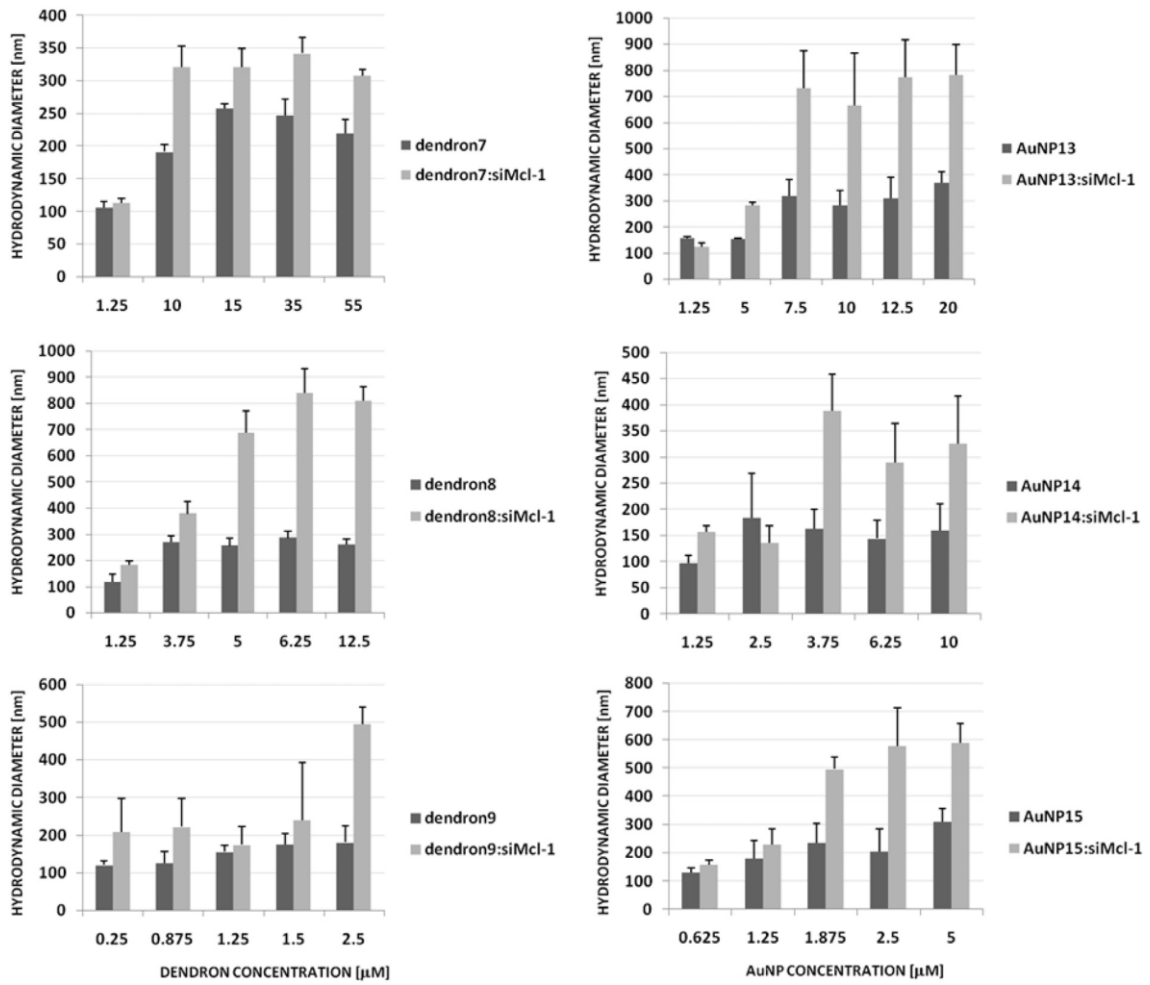 HYDRODYNAMIC DIAMETER [nm]
400
350
300
250
200
150
100
50
0
1.25 10 15 35 55
dendron7
dendron7:siMcl-1
HYDRODYNAMIC DIAMETER [nm]
1000
900
800
700
600
500
400
300
200
100
0
1.25 5 7.5 10 12.5 20
AuNP13
AuNP13:siMcl-1
HYDRODYNAMIC DIAMETER [nm]
1000
900
800
700
600
500
400
300
200
100
0
1.25 3.75 5 6.25 12.5
dendron8
dendron8:siMcl-1
HYDRODYNAMIC DIAMETER [nm]
500
450
400
350
300
250
200
150
100
50
0
1.25 2.5 3.75 6.25 10
AuNP14
AuNP14:siMcl-1
HYDRODYNAMIC DIAMETER [nm]
600
500
400
300
200
100
0
0.25 0.875 1.25 1.5 2.5
DENDRON CONCENTRATION [μM]
dendron9
dendron9:siMcl-1
HYDRODYNAMIC DIAMETER [nm]
800
700
600
500
400
300
200
100
0
0.625 1.25 1.875 2.5 5
AuNP CONCENTRATION [μM]
AuNP15
AuNP15:siMcl-1